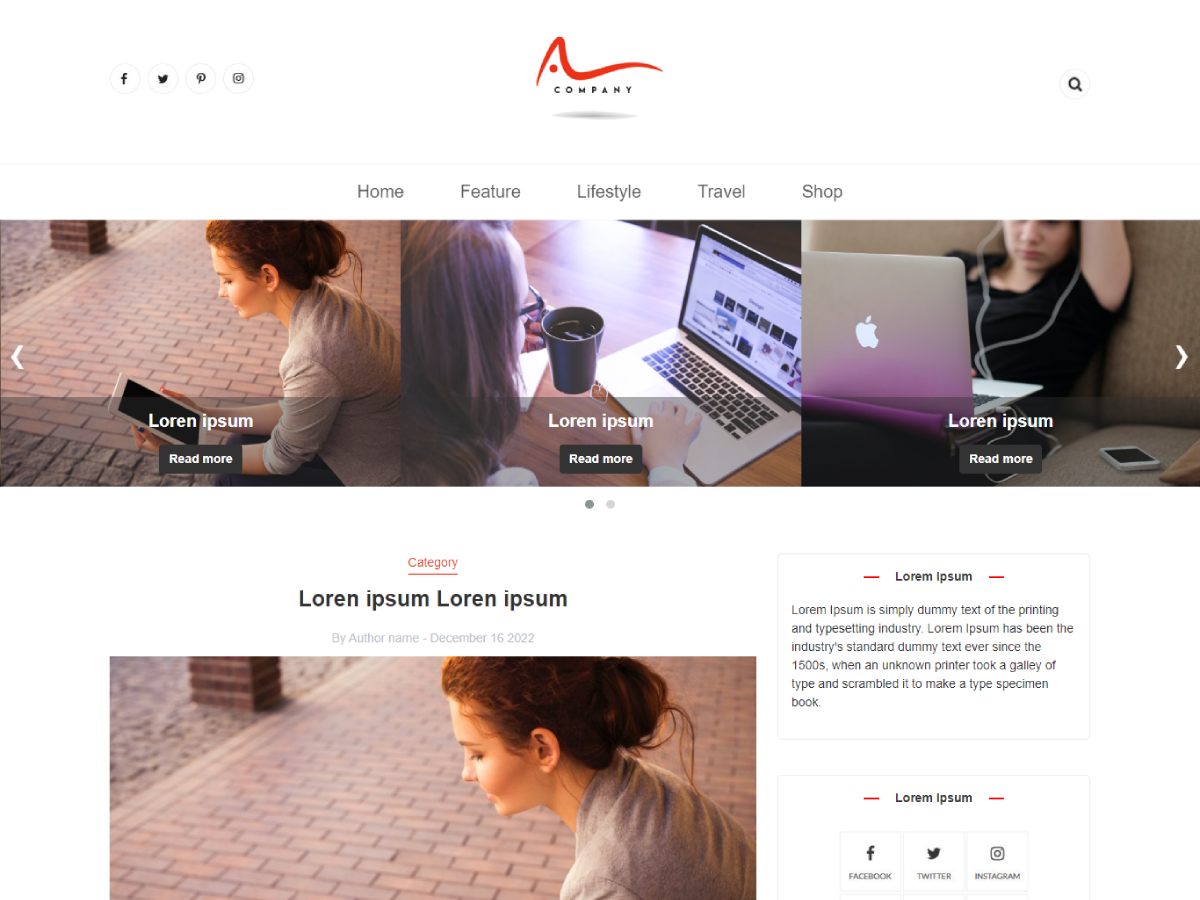 COMPANY
Home Feature Lifestyle Travel Shop
Loren ipsum
Read more
Loren ipsum
Read more
Loren ipsum
Read more
Category
Loren ipsum Loren ipsum
By Author name - December 16 2022
Lorem Ipsum
Lorem Ipsum is simply dummy text of the printing
and typesetting industry. Lorem Ipsum has been the
industry's standard dummy text ever since the
1500s, when an unknown printer took a galley of
type and scrambled it to make a type specimen
book.
Lorem Ipsum
FACEBOOK TWITTER INSTAGRAM